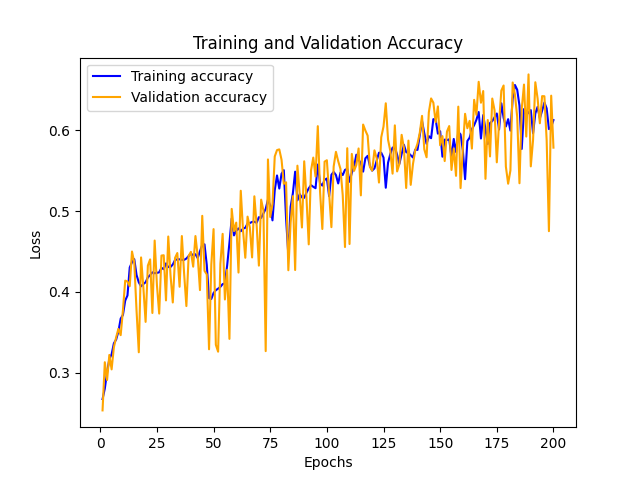 Training and Validation Accuracy
Training accuracy
Validation accuracy
Loss
0.6
0.5
0.4
0.3
0
25
50
75
100
125
150
175
200
Epochs